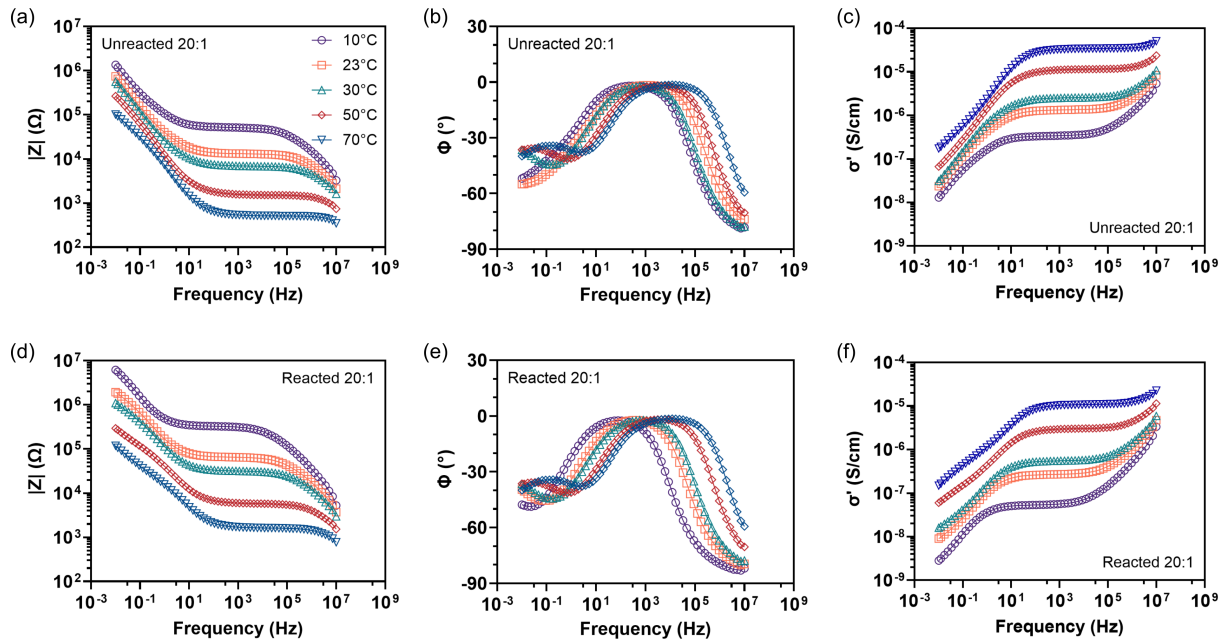 (a)
|Z| (Ω)
10⁷
10⁶
10⁵
10⁴
10³
10²
Unreacted 20:1
10°C
23°C
30°C
50°C
70°C
10⁻³ 10⁻¹ 10¹ 10³ 10⁵ 10⁷ 10⁹
Frequency (Hz)
(b)
Φ (°)
30
0
-30
-60
-90
Unreacted 20:1
10⁻³ 10⁻¹ 10¹ 10³ 10⁵ 10⁷ 10⁹
Frequency (Hz)
(c)
σ' (S/cm)
10⁻⁴
10⁻⁵
10⁻⁶
10⁻⁷
10⁻⁸
10⁻⁹
Unreacted 20:1
10⁻³ 10⁻¹ 10¹ 10³ 10⁵ 10⁷ 10⁹
Frequency (Hz)
(d)
|Z| (Ω)
10⁷
10⁶
10⁵
10⁴
10³
10²
Reacted 20:1
10⁻³ 10⁻¹ 10¹ 10³ 10⁵ 10⁷ 10⁹
Frequency (Hz)
(e)
Φ (°)
30
0
-30
-60
-90
Reacted 20:1
10⁻³ 10⁻¹ 10¹ 10³ 10⁵ 10⁷ 10⁹
Frequency (Hz)
(f)
σ' (S/cm)
10⁻⁴
10⁻⁵
10⁻⁶
10⁻⁷
10⁻⁸
10⁻⁹
Reacted 20:1
10⁻³ 10⁻¹ 10¹ 10³ 10⁵ 10⁷ 10⁹
Frequency (Hz)